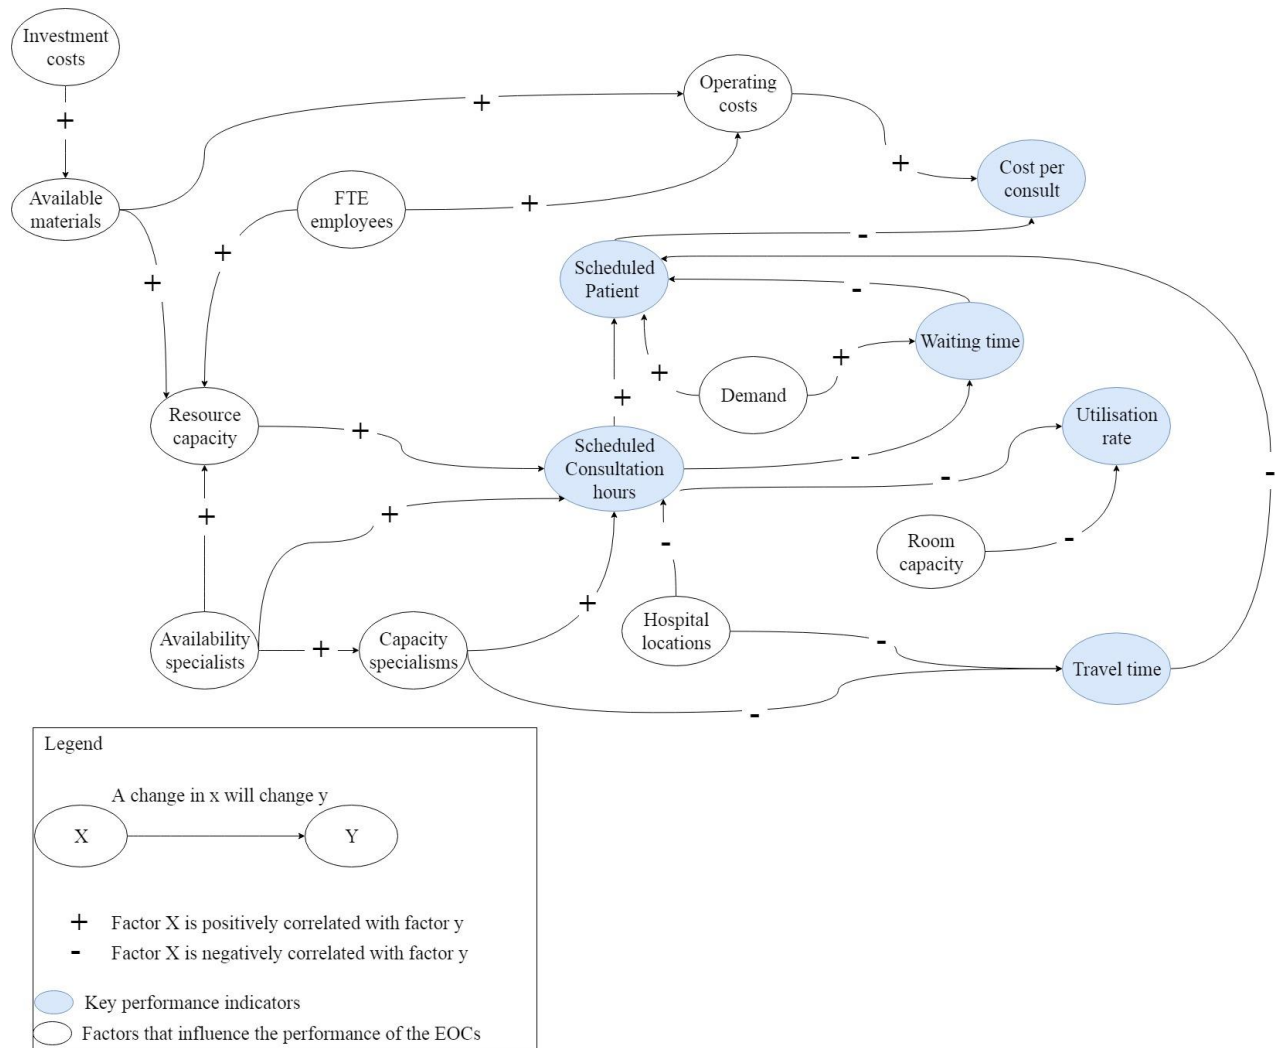 Investment
costs
+
Operating
costs
+
+
Cost per
consult
Available
materials
FTE
employees
+
+
-
+
Scheduled
Patient
-
Waiting time
+
+
Demand
+
Resource
capacity
+
Scheduled
Consultation
hours
-
-
Utilisation
rate
-
+
+
-
Room
capacity
-
+
Hospital
locations
-
Availability
specialists
+
Capacity
specialisms
Travel time
-
Legend
A change in x will change y
X
Y
+ Factor X is positively correlated with factor y
- Factor X is negatively correlated with factor y
Key performance indicators
Factors that influence the performance of the EOCs